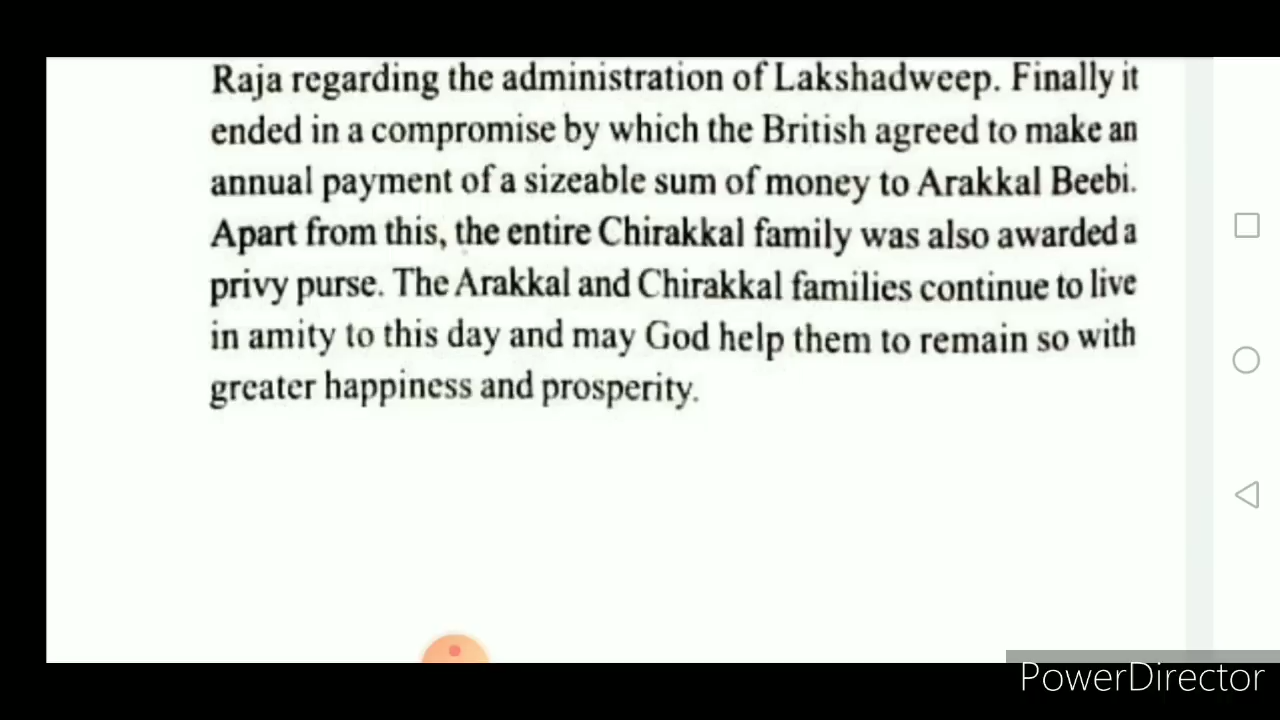 Raja regarding the administration of Lakshadweep. Finally it
ended in a compromise by which the British agreed to make an
annual payment of a sizeable sum of money to Arakkal Beebi.
Apart from this, the entire Chirakkal family was also awarded a
privy purse. The Arakkal and Chirakkal families continue to live
in amity to this day and may God help them to remain so with
greater happiness and prosperity.
PowerDirector